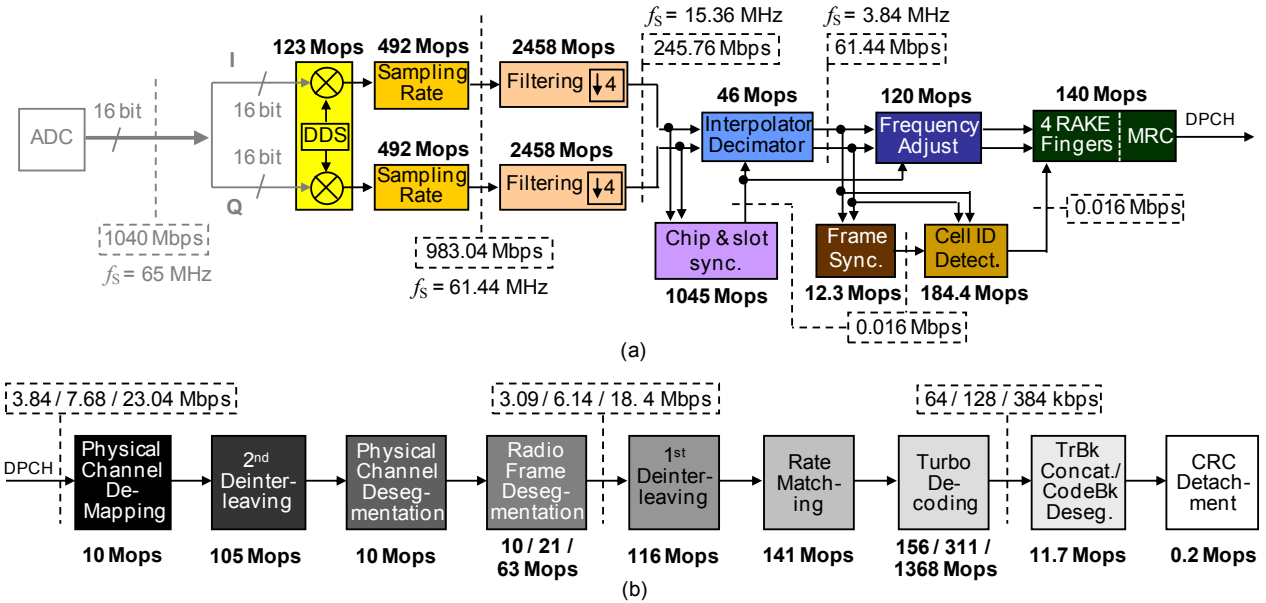 fS = 15.36 MHz
fS = 3.84 MHz
123 Mops
492 Mops
2458 Mops
245.76 Mbps
61.44 Mbps
I
16 bit
Sampling
Rate
Filtering ↓4
46 Mops
120 Mops
140 Mops
ADC
16 bit
DDS
Interpolator
Decimator
Frequency
Adjust
4 RAKE
Fingers
MRC
DPCH
16 bit
Q
492 Mops
Sampling
Rate
2458 Mops
Filtering ↓4
1040 Mbps
fS = 65 MHz
983.04 Mbps
fS = 61.44 MHz
Chip & slot
sync.
1045 Mops
Frame
Sync.
12.3 Mops
Cell ID
Detect.
184.4 Mops
0.016 Mbps
0.016 Mbps
(a)
3.84 / 7.68 / 23.04 Mbps
3.09 / 6.14 / 18. 4 Mbps
64 / 128 / 384 kbps
DPCH
Physical
Channel
De-
Mapping
10 Mops
2nd
Deinter-
leaving
105 Mops
Physical
Channel
Deseg-
mentation
10 Mops
Radio
Frame
Deseg-
mentation
10 / 21 /
63 Mops
1st
Deinter-
leaving
116 Mops
Rate
Match-
ing
141 Mops
Turbo
De-
coding
156 / 311 /
1368 Mops
TrBk
Concat./
CodeBk
Deseg.
11.7 Mops
CRC
Detach-
ment
0.2 Mops
(b)